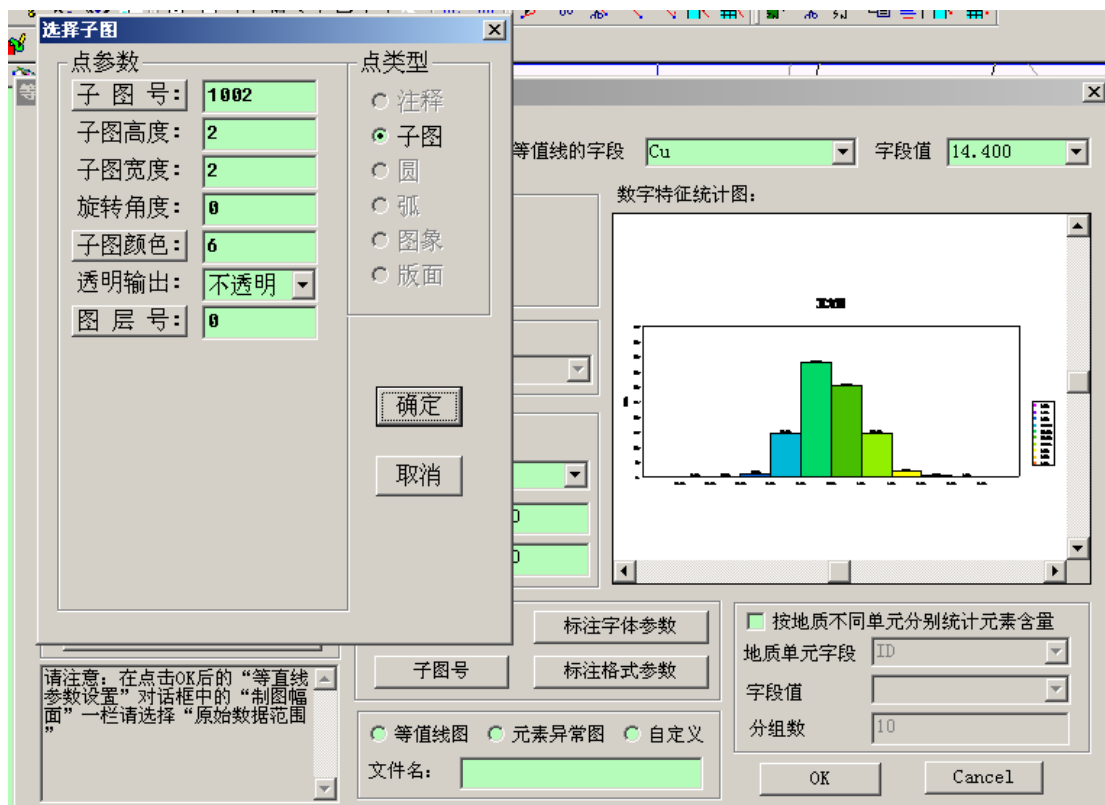 选择子图
点参数
子 图 号: 1002
子图高度: 2
子图宽度: 2
旋转角度: 0
子图颜色: 6
透明输出: 不透明
图 层 号: 0
点类型
注释
子图
圆
弧
图象
版面
确定
取消
等
等值线的字段 Cu 字段值 14.400
数字特征统计图:
0
0
标注字体参数
子图号 标注格式参数
请注意: 在点击OK后的“等直线
参数设置”对话框中的“制图幅
面”一栏请选择“原始数据范围
”
等值线图 元素异常图 自定义
文件名:
按地质不同单元分别统计元素含量
地质单元字段 ID
字段值
分组数 10
OK Cancel